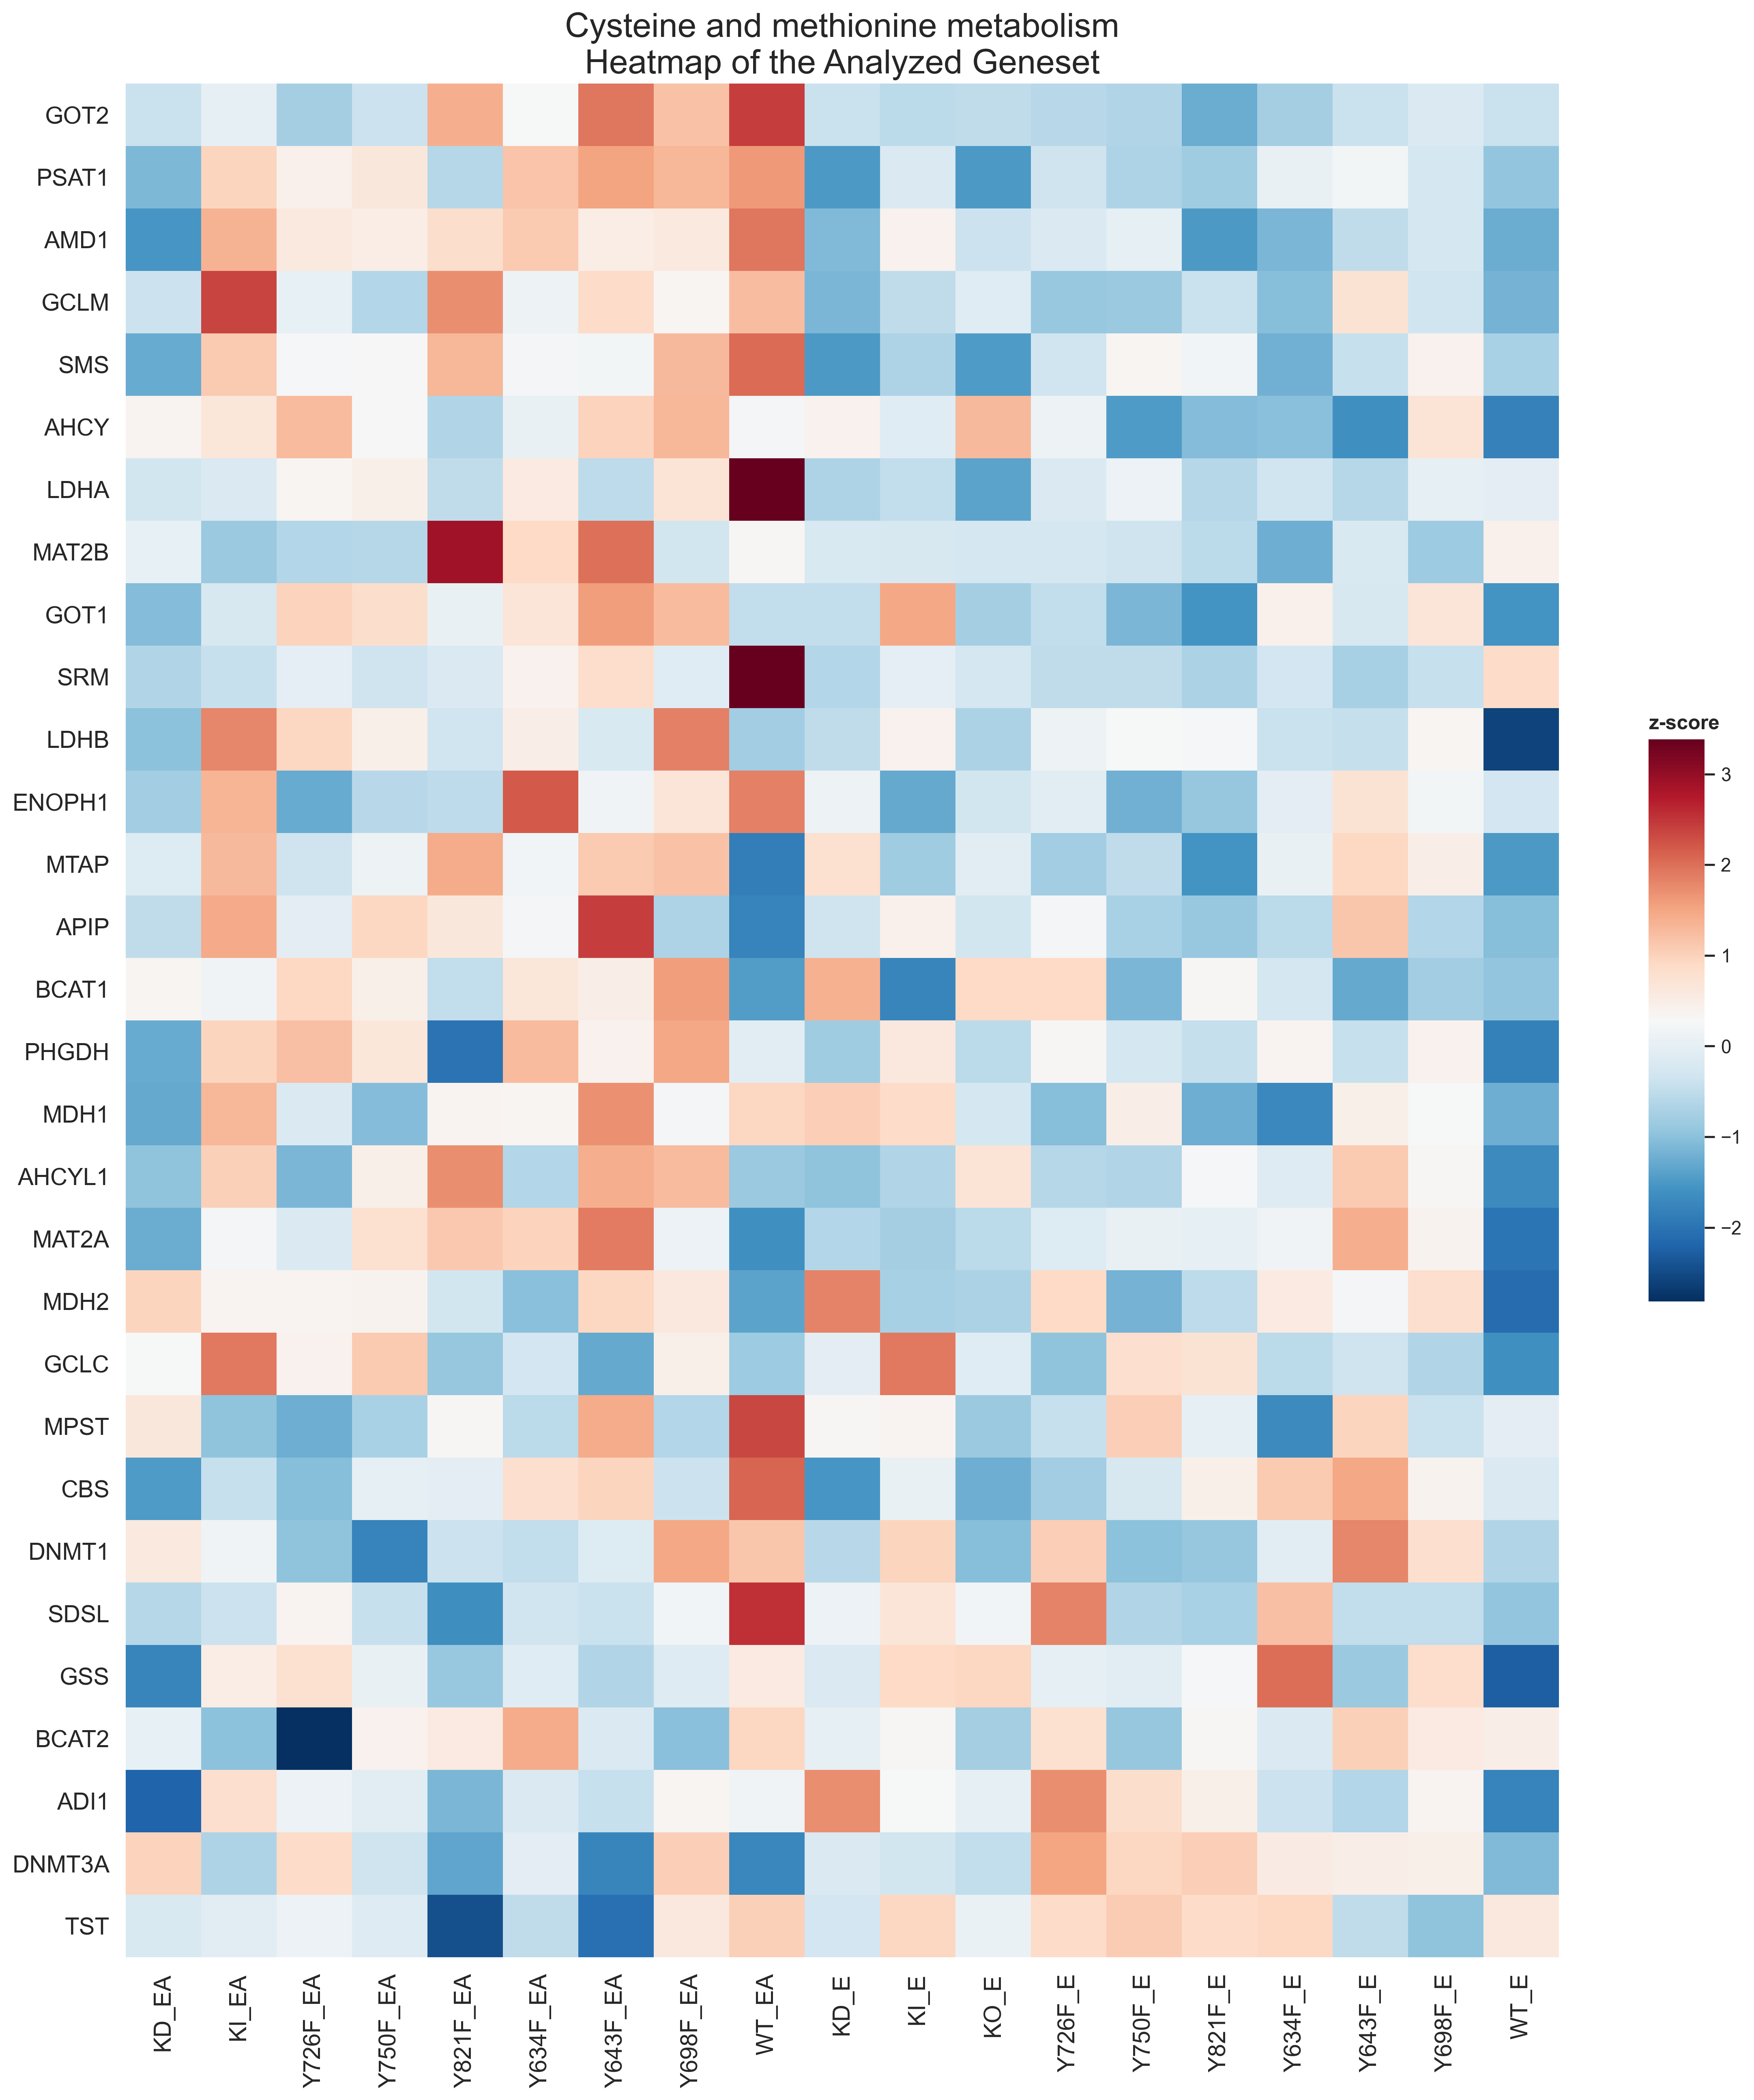 Cysteine and methionine metabolism
Heatmap of the Analyzed Geneset
GOT2
PSAT1
AMD1
GCLM
SMS
AHCY
LDHA
MAT2B
GOT1
SRM
LDHB
ENOPH1
MTAP
APIP
BCAT1
PHGDH
MDH1
AHCYL1
MAT2A
MDH2
GCLC
MPST
CBS
DNMT1
SDSL
GSS
BCAT2
ADI1
DNMT3A
TST
KD_EA
KI_EA
Y726F_EA
Y750F_EA
Y821F_EA
Y634F_EA
Y643F_EA
Y698F_EA
WT_EA
KD_E
KI_E
KO_E
Y726F_E
Y750F_E
Y821F_E
Y634F_E
Y643F_E
Y698F_E
WT_E
z-score
3
2
1
0
−1
−2